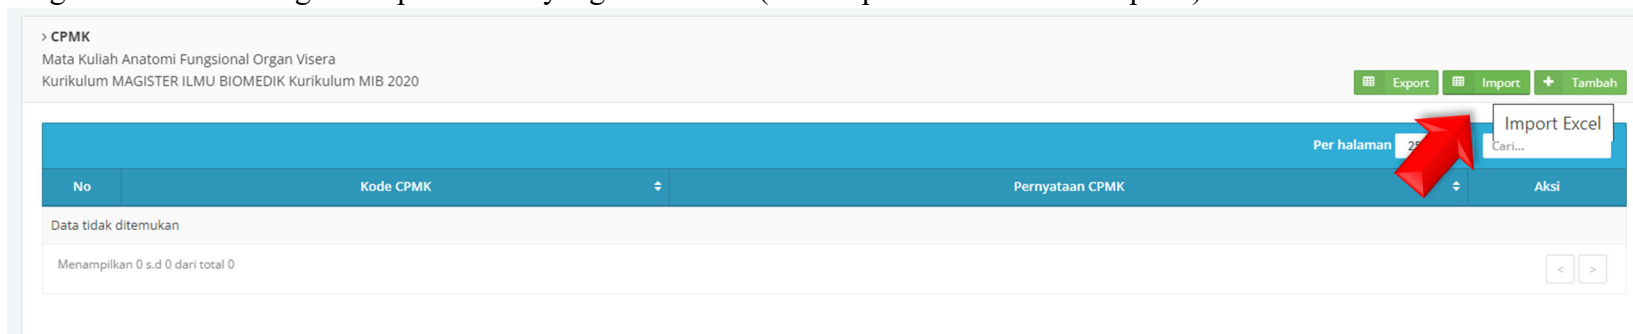 > CPMK
Mata Kuliah Anatomi Fungsional Organ Visera
Kurikulum MAGISTER ILMU BIOMEDIK Kurikulum MIB 2020
Export Import + Tambah
Import Excel
Per halaman 25 Cari...
No Kode CPMK Pernyataan CPMK Aksi
Data tidak ditemukan
Menampilkan 0 s.d 0 dari total 0
< >